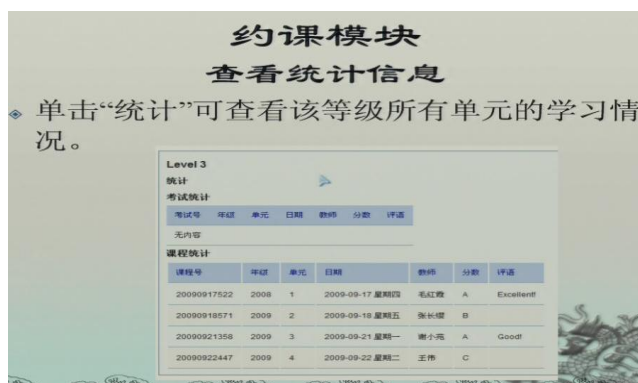 约课模块
查看统计信息
单击“统计”可查看该等级所有单元的学习情
况。
Level 3
统计
考试统计
考试号 年级 单元 日期 教师 分数 评语
无内容
课程统计
课程号 年级 单元 日期 教师 分数 评语
20090917522 2008 1 2009-09-17 星期四 毛红霞 A Excellent!
20090918571 2009 2 2009-09-18 星期五 张长缨 B
20090921358 2009 3 2009-09-21 星期一 谢小苑 A Good!
20090922447 2009 4 2009-09-22 星期二 王伟 C